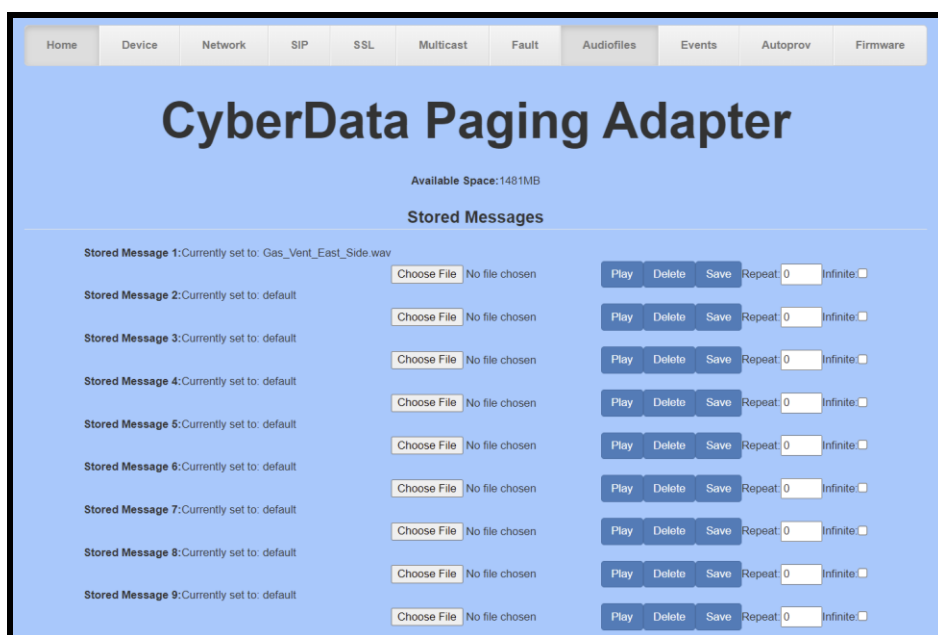 Home Device Network SIP SSL Multicast Fault Audiofiles Events Autoprov Firmware
CyberData Paging Adapter
Available Space:1481MB
Stored Messages
Stored Message 1:Currently set to: Gas_Vent_East_Side.wav
Choose File No file chosen Play Delete Save Repeat: 0 Infinite:
Stored Message 2:Currently set to: default
Choose File No file chosen Play Delete Save Repeat: 0 Infinite:
Stored Message 3:Currently set to: default
Choose File No file chosen Play Delete Save Repeat: 0 Infinite:
Stored Message 4:Currently set to: default
Choose File No file chosen Play Delete Save Repeat: 0 Infinite:
Stored Message 5:Currently set to: default
Choose File No file chosen Play Delete Save Repeat: 0 Infinite:
Stored Message 6:Currently set to: default
Choose File No file chosen Play Delete Save Repeat: 0 Infinite:
Stored Message 7:Currently set to: default
Choose File No file chosen Play Delete Save Repeat: 0 Infinite:
Stored Message 8:Currently set to: default
Choose File No file chosen Play Delete Save Repeat: 0 Infinite:
Stored Message 9:Currently set to: default
Choose File No file chosen Play Delete Save Repeat: 0 Infinite: